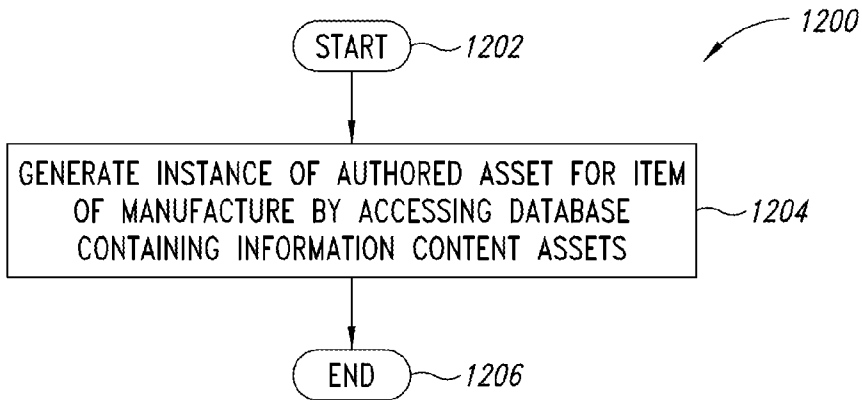 1200
START 1202
GENERATE INSTANCE OF AUTHORED ASSET FOR ITEM
OF MANUFACTURE BY ACCESSING DATABASE
CONTAINING INFORMATION CONTENT ASSETS
1204
END 1206